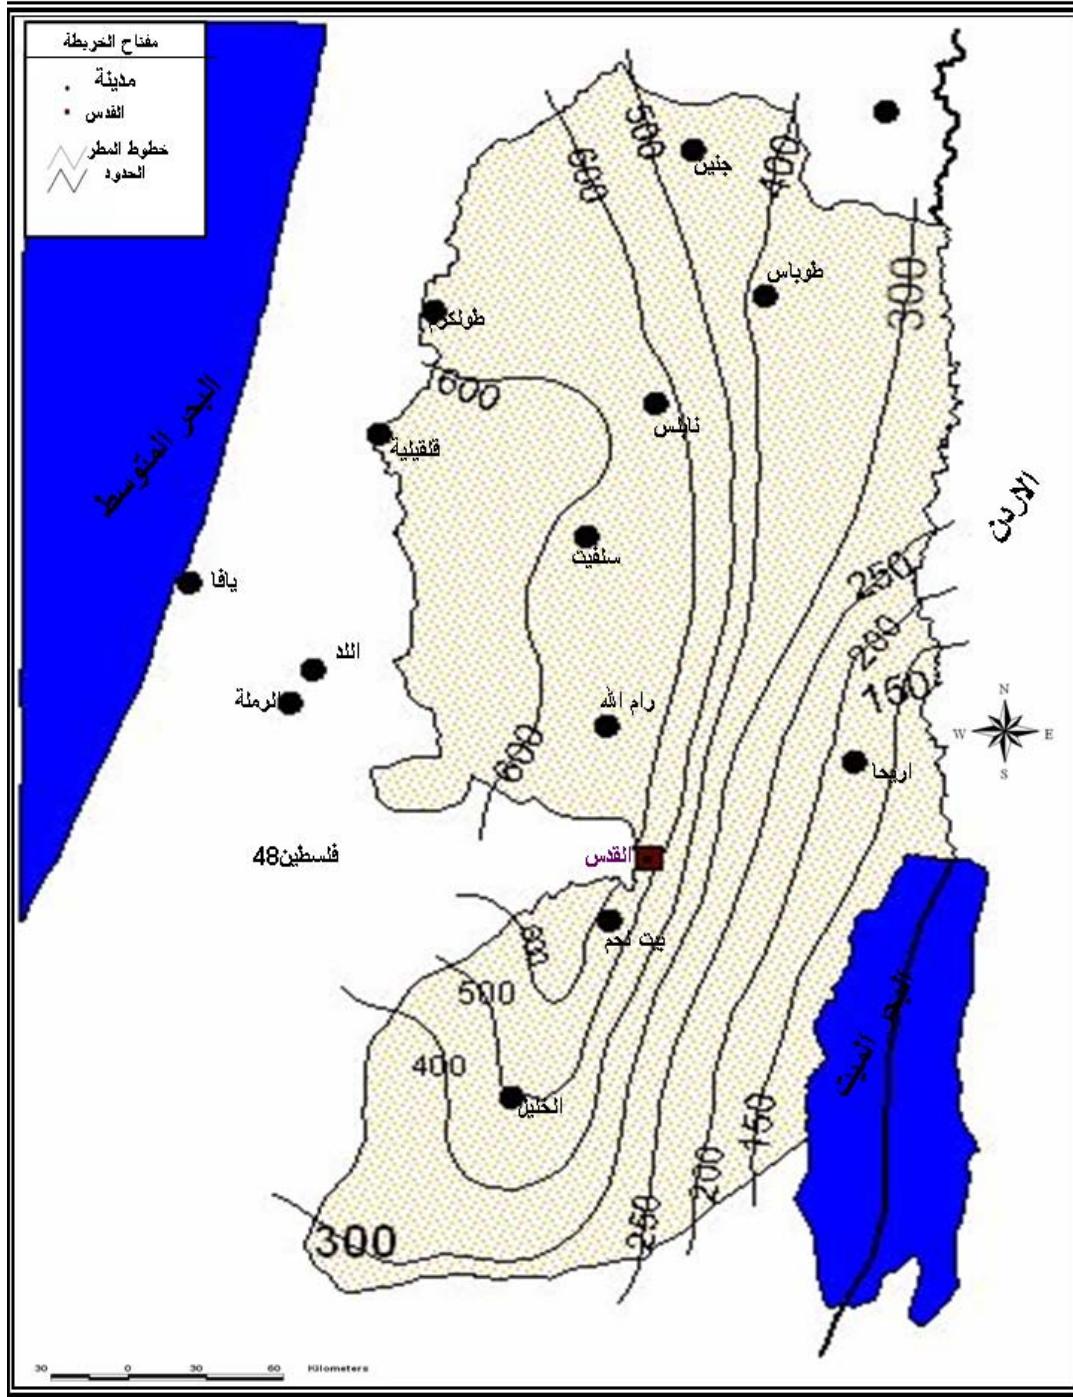 مفتاح الخريطة
مدينة
القدس
خطوط المطر
الحدود
500
600
جنين
400
طوباس
300
طولكرم
600
البحر المتوسط
نابلس
قلقيلية
الاردن
سلفيت
250
يافا
200
اللد
150
الرملة
رام الله
N
W
E
S
600
اريحا
فلسطين48
القدس
بيت لحم
600
500
البحر الميت
400
الخليل
150
200
250
300
30 0 30 60 Kilometers